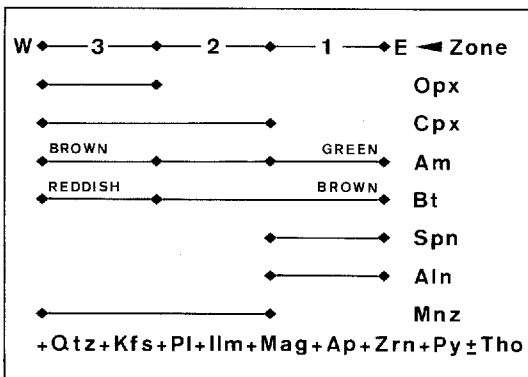 W 3 2 1 E Zone
Opx
Cpx
BROWN GREEN Am
REDDISH BROWN Bt
Spn
Aln
Mnz
+Qtz+Kfs+Pl+Ilm+Mag+Ap+Zrn+Py±Tho